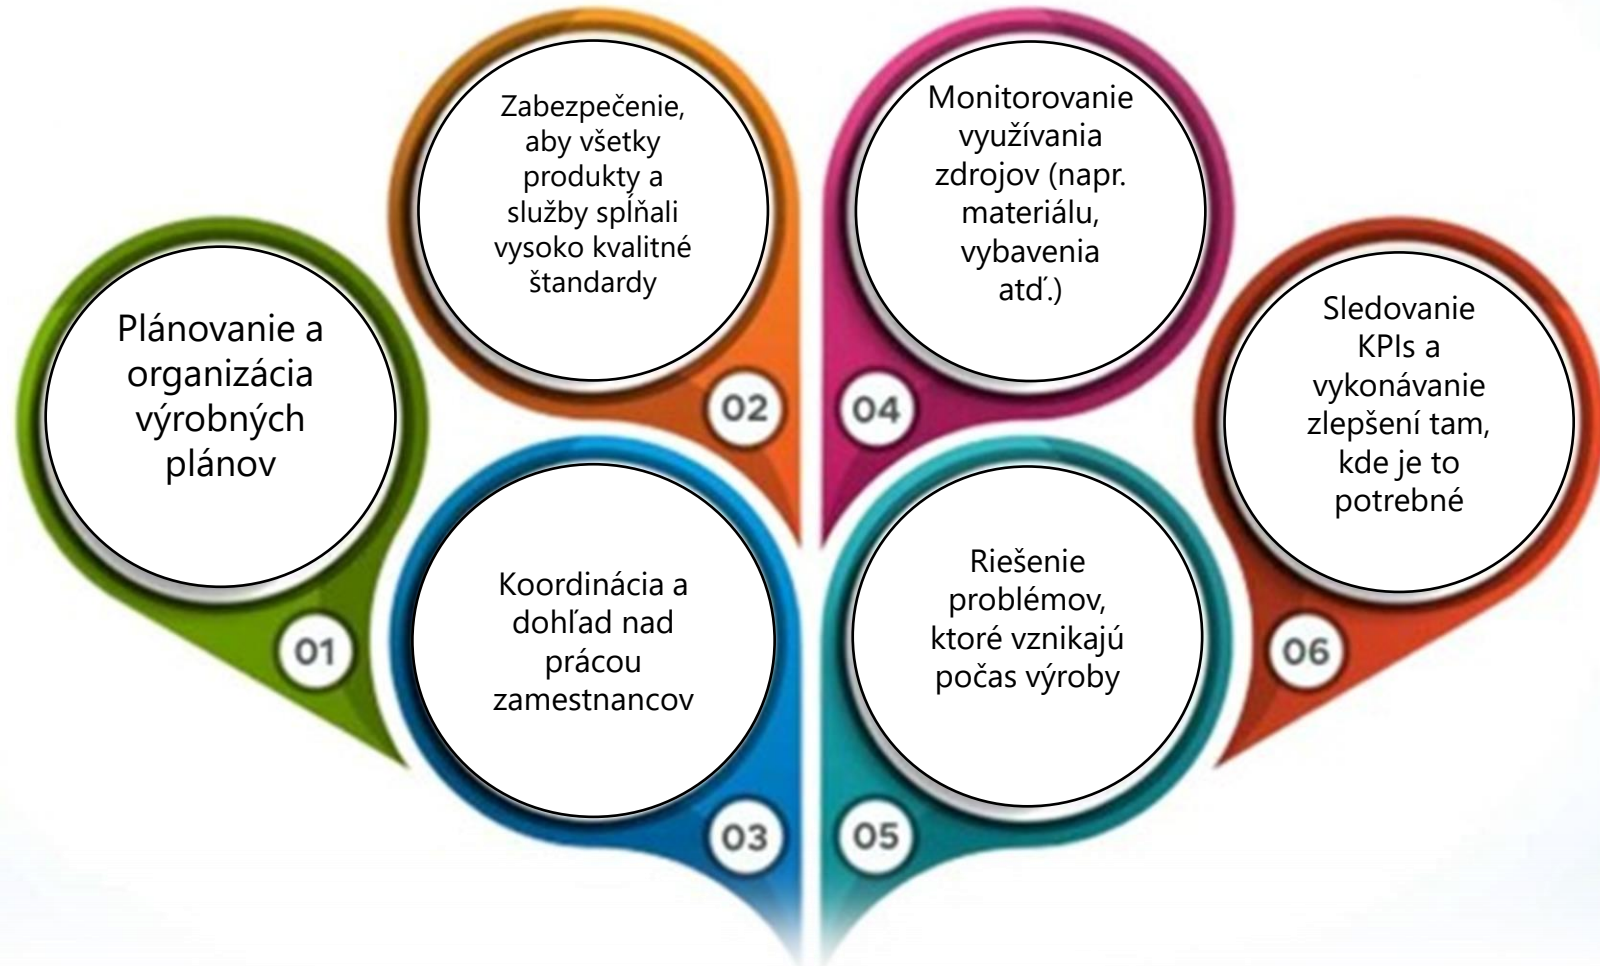 Plánovanie a
organizácia
výrobných
plánov
01
Zabezpečenie,
aby všetky
produkty a
služby spĺňali
vysoko kvalitné
štandardy
02
Koordinácia a
dohľad nad
prácou
zamestnancov
03
Monitorovanie
využívania
zdrojov (napr.
materiálu,
vybavenia
atď.)
04
Riešenie
problémov,
ktoré vznikajú
počas výroby
05
Sledovanie
KPIs a
vykonávanie
zlepšení tam,
kde je to
potrebné
06